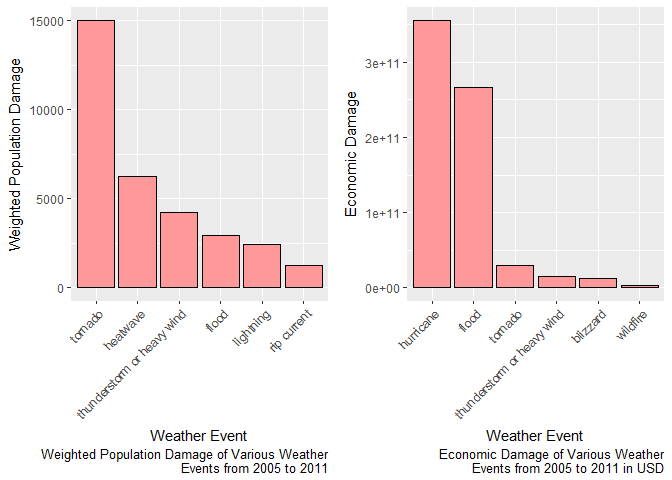 Weighted Population Damage
15000
10000
5000
0
tornado
heatwave
thunderstorm or heavy wind
flood
lightning
rip current
Weather Event
Weighted Population Damage of Various Weather
Events from 2005 to 2011
Economic Damage
3e+11
2e+11
1e+11
0e+00
hurricane
flood
tornado
thunderstorm or heavy wind
blizzard
wildfire
Weather Event
Economic Damage of Various Weather
Events from 2005 to 2011 in USD